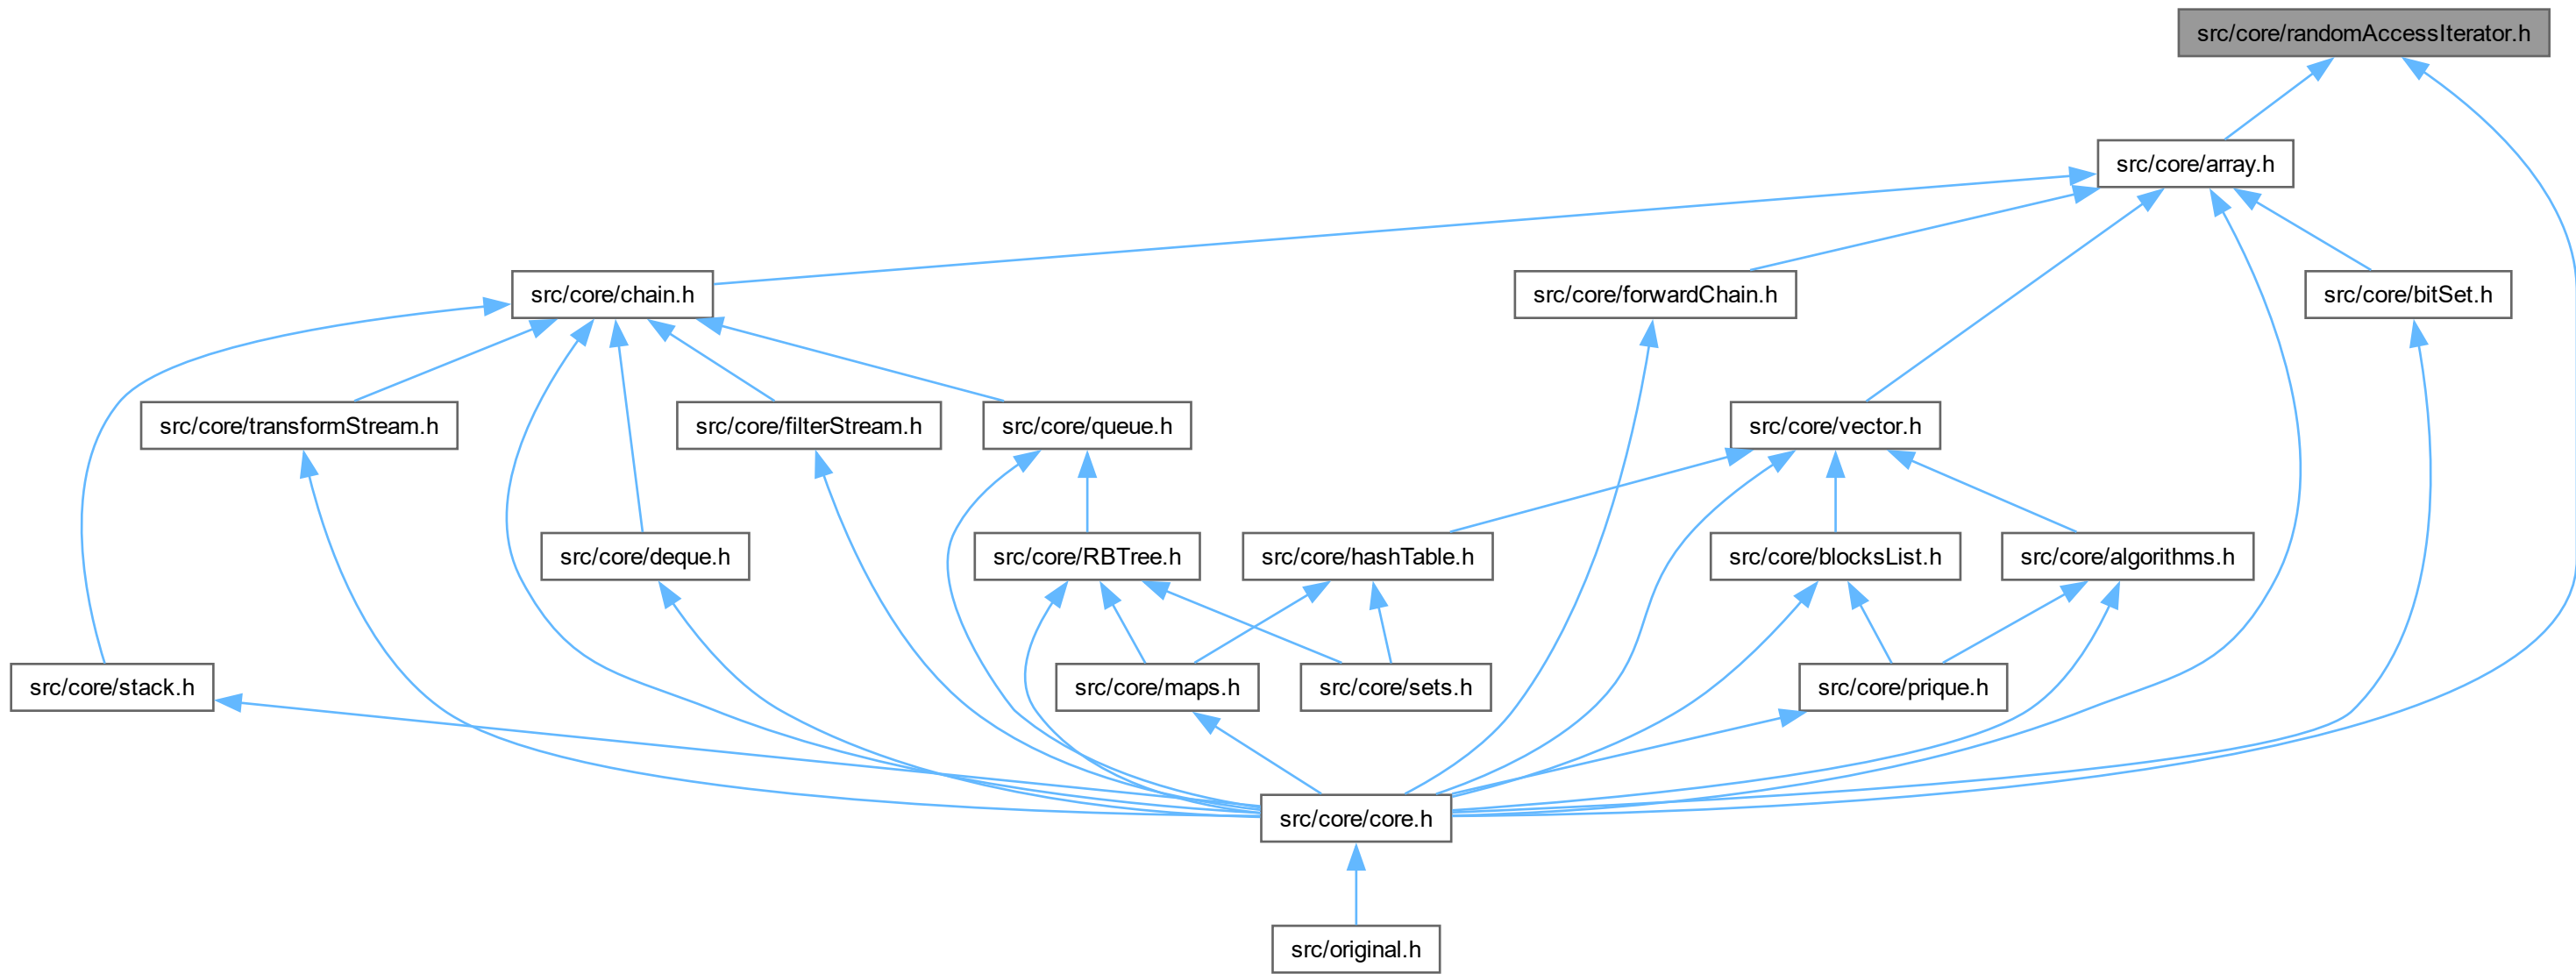 src/core/randomAccessIterator.h
src/core/array.h
src/core/chain.h
src/core/forwardChain.h
src/core/bitSet.h
src/core/transformStream.h
src/core/filterStream.h
src/core/queue.h
src/core/vector.h
src/core/deque.h
src/core/RBTree.h
src/core/hashTable.h
src/core/blocksList.h
src/core/algorithms.h
src/core/stack.h
src/core/maps.h
src/core/sets.h
src/core/prique.h
src/core/core.h
src/original.h